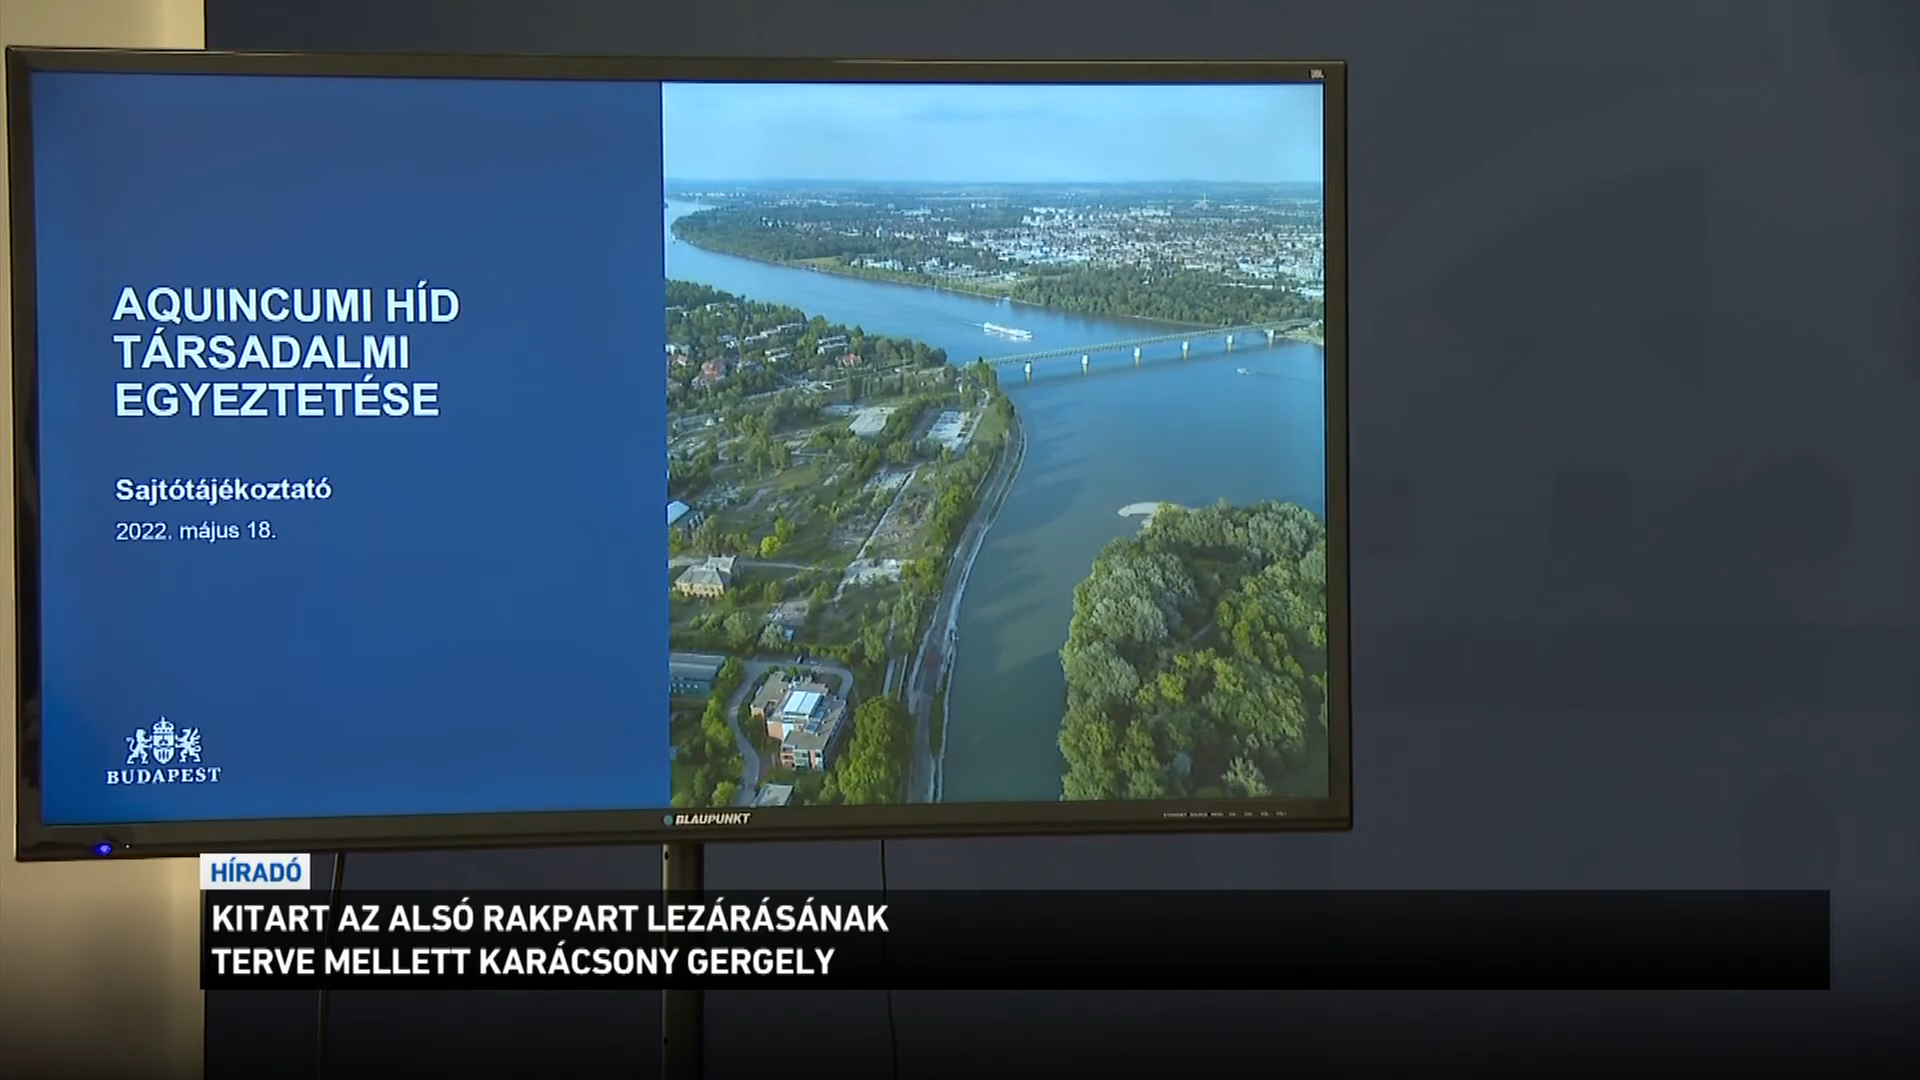 AQUINCUMI HÍD
TÁRSADALMI
EGYEZTETÉSE
Sajtótájékoztató
2022. május 18.
BUDAPEST
BLAUPUNKT
HÍRADÓ
KITART AZ ALSÓ RAKPART LEZÁRÁSÁNAK
TERVE MELLETT KARÁCSONY GERGELY